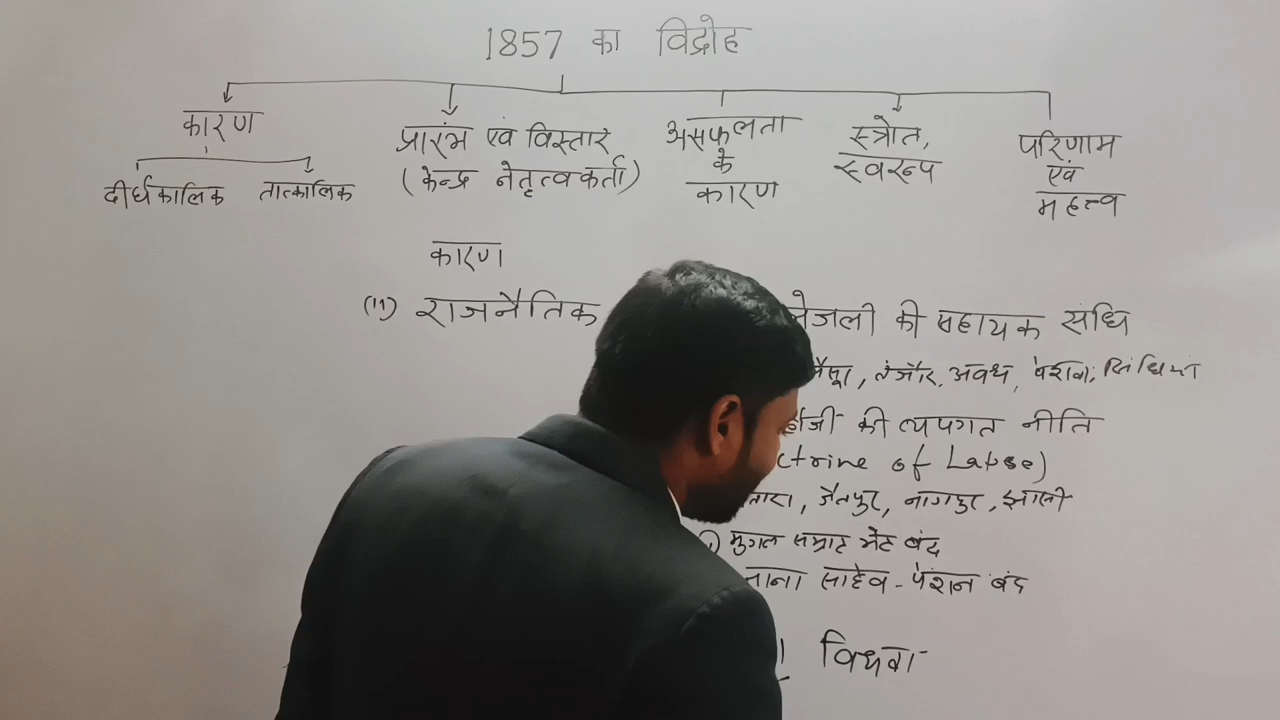 1857 का विद्रोह
कारण
दीर्घकालिक तात्कालिक
प्रारंभ एवं विस्तार
(केन्द्र नेतृत्वकर्ता)
असफलता
के
कारण
स्त्रोत,
स्वरूप
परिणाम
एवं
महत्त्व
कारण
राजनैतिक लेजली की सहायक संधि
मैसूर, तंजौर, अवध, पेशवा, सिंधिया
की व्यपगत नीति
ctrine of Lapse)
तारा, जैतपुर, नागपुर, झांसी
मुगल सम्राट भेंट बंद
नाना साहेव - पेंशन बंद
विधवा